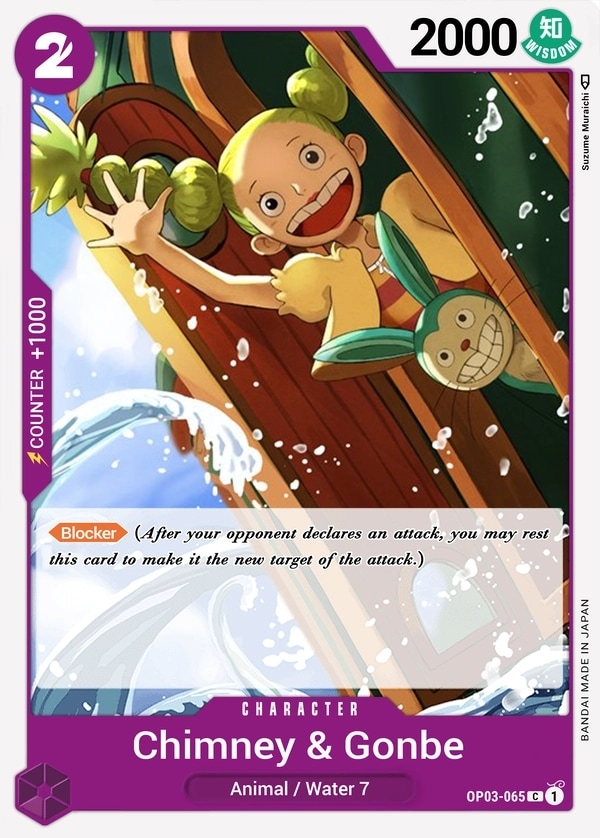 2
2000
知
WISDOM
Suzume Muraichi
COUNTER +1000
Blocker (After your opponent declares an attack, you may rest
this card to make it the new target of the attack.)
CHARACTER
Chimney & Gonbe
Animal / Water 7
OP03-065 C 1
BANDAI MADE IN JAPAN